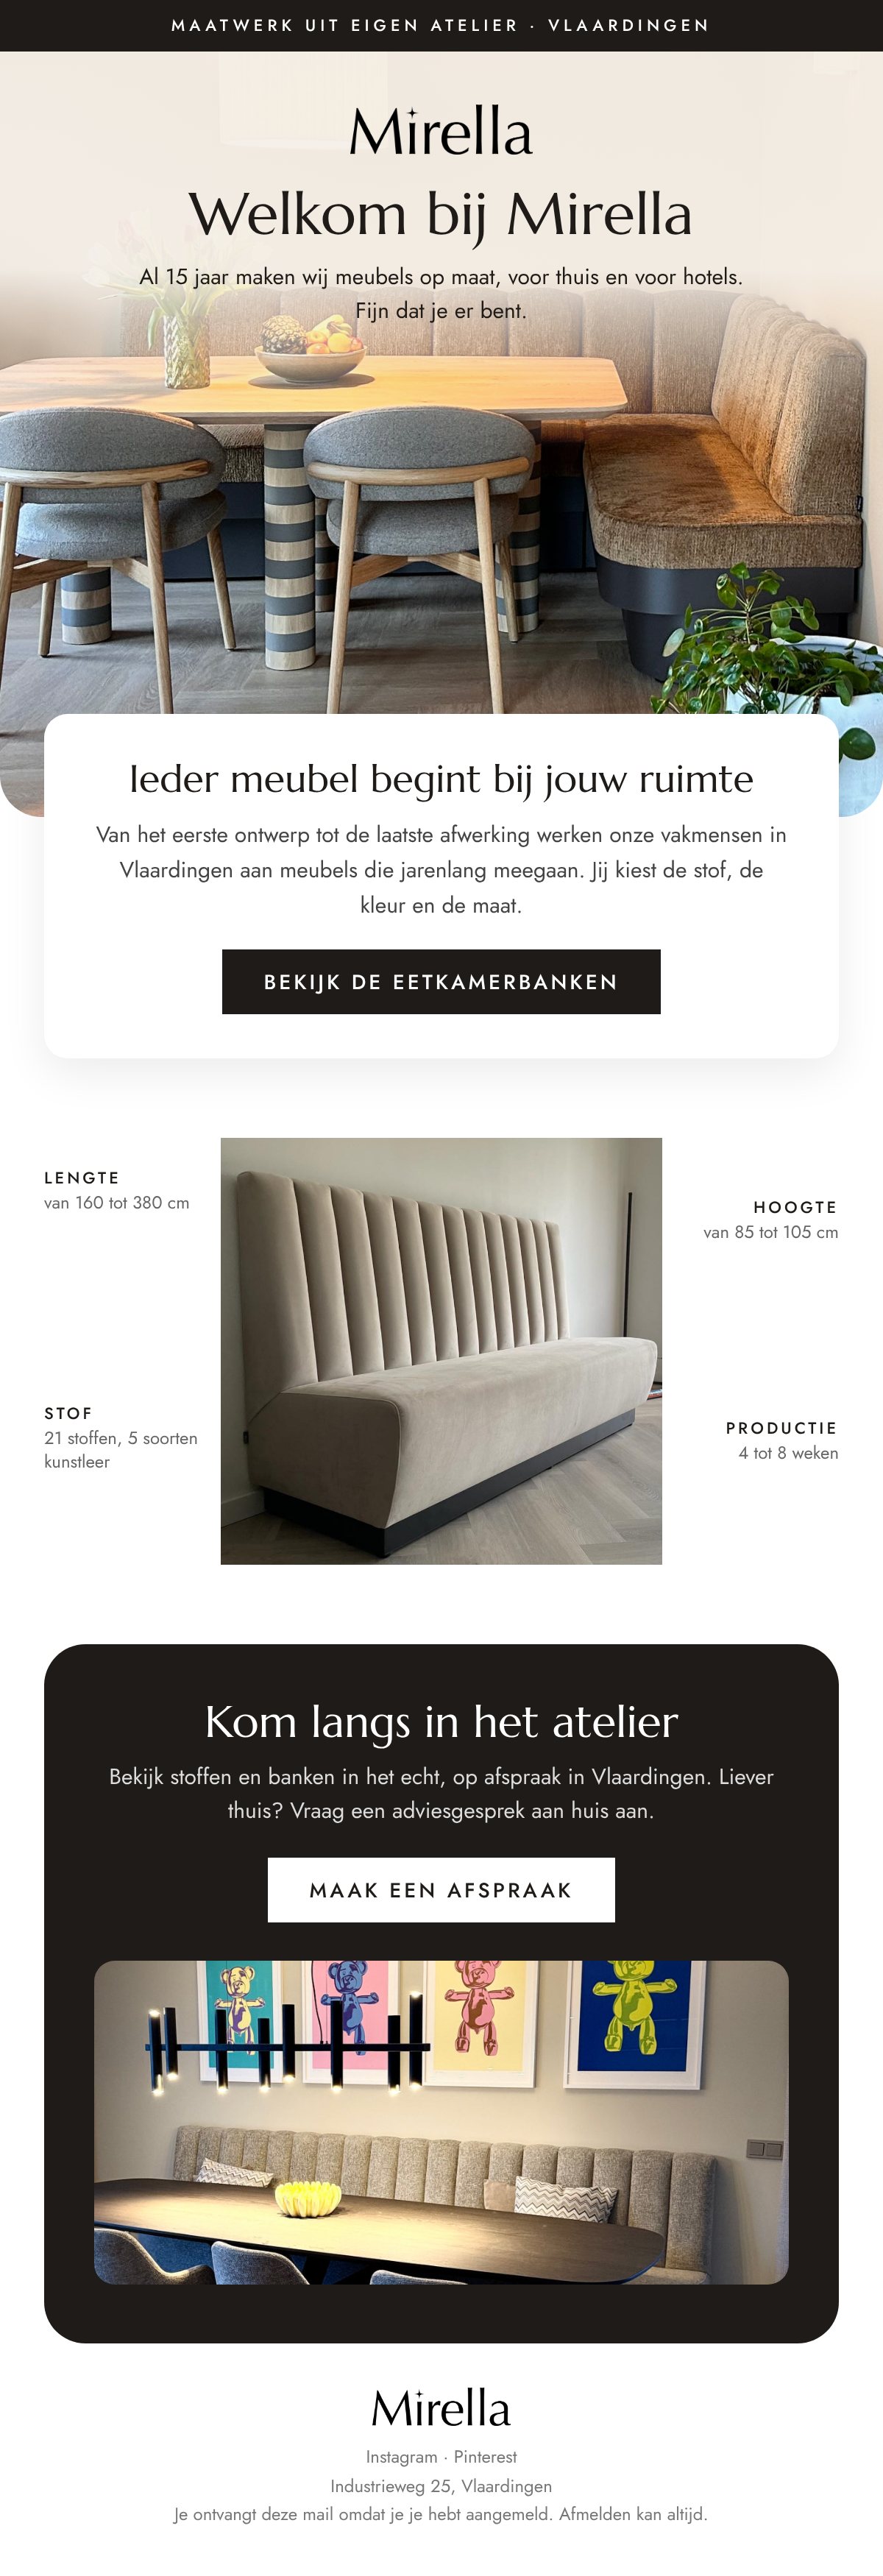 MAATWERK UIT EIGEN ATELIER · VLAARDINGEN
Mirella
Welkom bij Mirella
Al 15 jaar maken wij meubels op maat, voor thuis en voor hotels.
Fijn dat je er bent.
Ieder meubel begint bij jouw ruimte
Van het eerste ontwerp tot de laatste afwerking werken onze vakmensen in
Vlaardingen aan meubels die jarenlang meegaan. Jij kiest de stof, de
kleur en de maat.
BEKIJK DE EETKAMERBANKEN
LENGTE
van 160 tot 380 cm
HOOGTE
van 85 tot 105 cm
STOF
21 stoffen, 5 soorten
kunstleer
PRODUCTIE
4 tot 8 weken
Kom langs in het atelier
Bekijk stoffen en banken in het echt, op afspraak in Vlaardingen. Liever
thuis? Vraag een adviesgesprek aan huis aan.
MAAK EEN AFSPRAAK
Mirella
Instagram · Pinterest
Industrieweg 25, Vlaardingen
Je ontvangt deze mail omdat je je hebt aangemeld. Afmelden kan altijd.